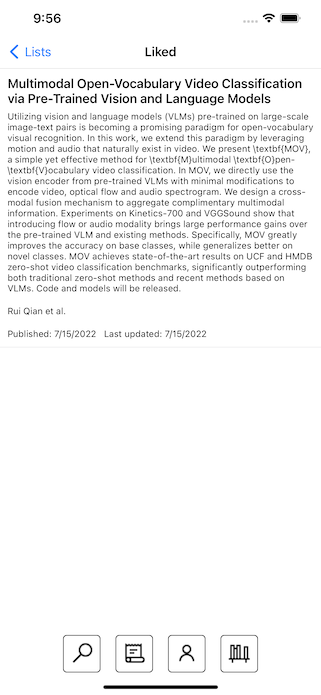 9:56
Lists
Liked
Multimodal Open-Vocabulary Video Classification
via Pre-Trained Vision and Language Models
Utilizing vision and language models (VLMs) pre-trained on large-scale
image-text pairs is becoming a promising paradigm for open-vocabulary
visual recognition. In this work, we extend this paradigm by leveraging
motion and audio that naturally exist in video. We present \textbf{MOV},
a simple yet effective method for \textbf{M}ultimodal \textbf{O}pen-
\textbf{V}ocabulary video classification. In MOV, we directly use the
vision encoder from pre-trained VLMs with minimal modifications to
encode video, optical flow and audio spectrogram. We design a cross-
modal fusion mechanism to aggregate complimentary multimodal
information. Experiments on Kinetics-700 and VGGSound show that
introducing flow or audio modality brings large performance gains over
the pre-trained VLM and existing methods. Specifically, MOV greatly
improves the accuracy on base classes, while generalizes better on
novel classes. MOV achieves state-of-the-art results on UCF and HMDB
zero-shot video classification benchmarks, significantly outperforming
both traditional zero-shot methods and recent methods based on
VLMs. Code and models will be released.
Rui Qian et al.
Published: 7/15/2022 Last updated: 7/15/2022